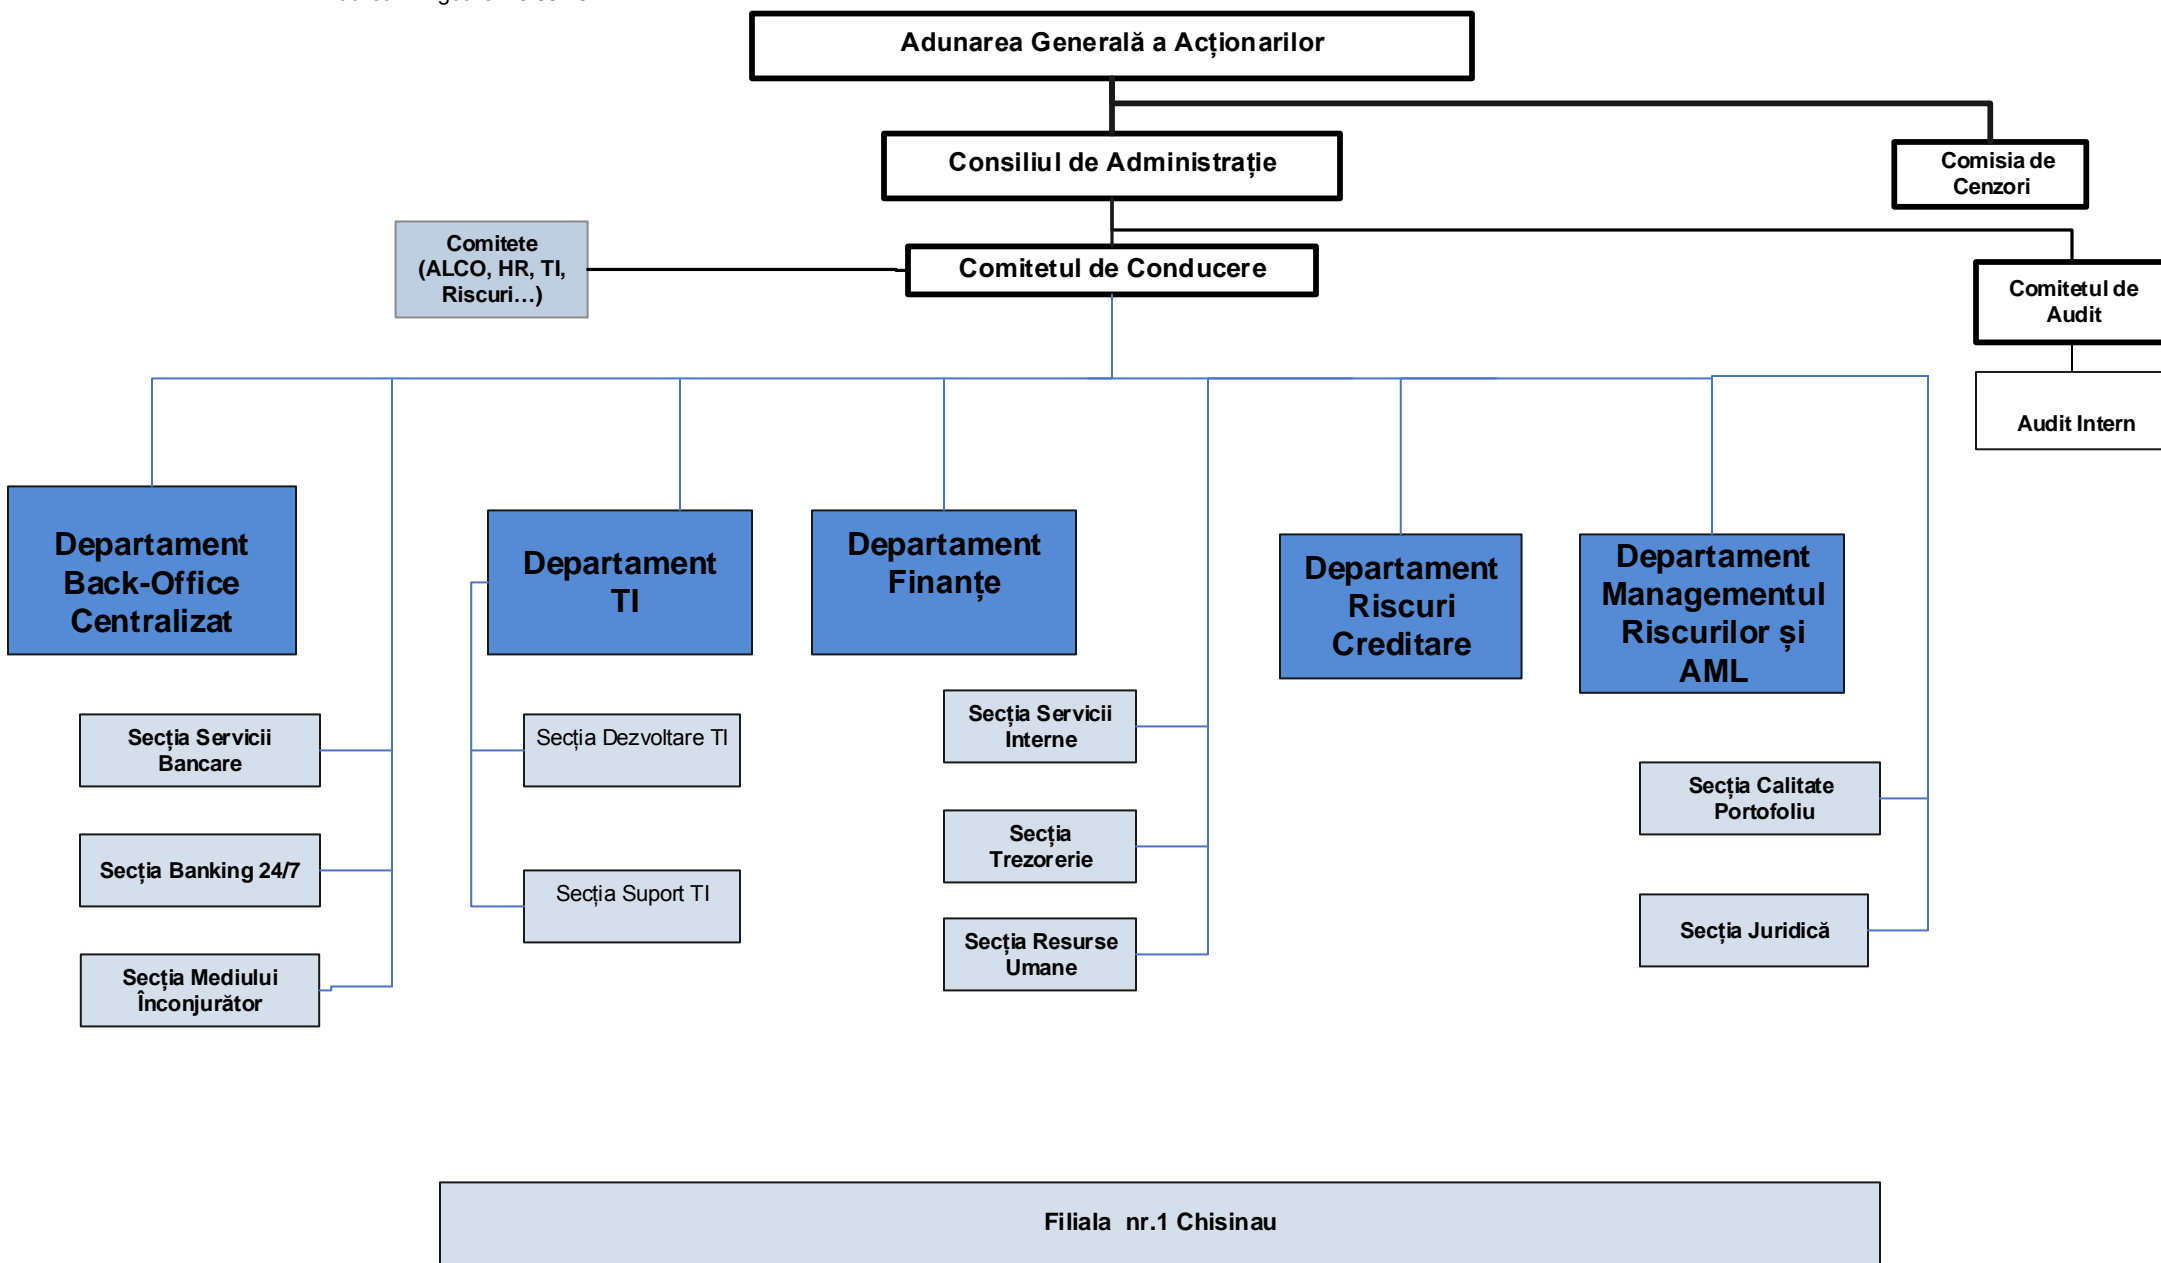 Adunarea Generală a Acționarilor
Consiliul de Administrație
Comisia de
Cenzori
Comitete
(ALCO, HR, TI,
Riscuri…)
Comitetul de Conducere
Comitetul de
Audit
Audit Intern
Departament
Back-Office
Centralizat
Departament
TI
Departament
Finanțe
Departament
Riscuri
Creditare
Departament
Managementul
Riscurilor și
AML
Secția Servicii
Bancare
Secția Dezvoltare TI
Secția Servicii
Interne
Secția Calitate
Portofoliu
Secția Banking 24/7
Secția Suport TI
Secția
Trezorerie
Secția Juridică
Secția Mediului
Înconjurător
Secția Resurse
Umane
Filiala nr.1 Chisinau